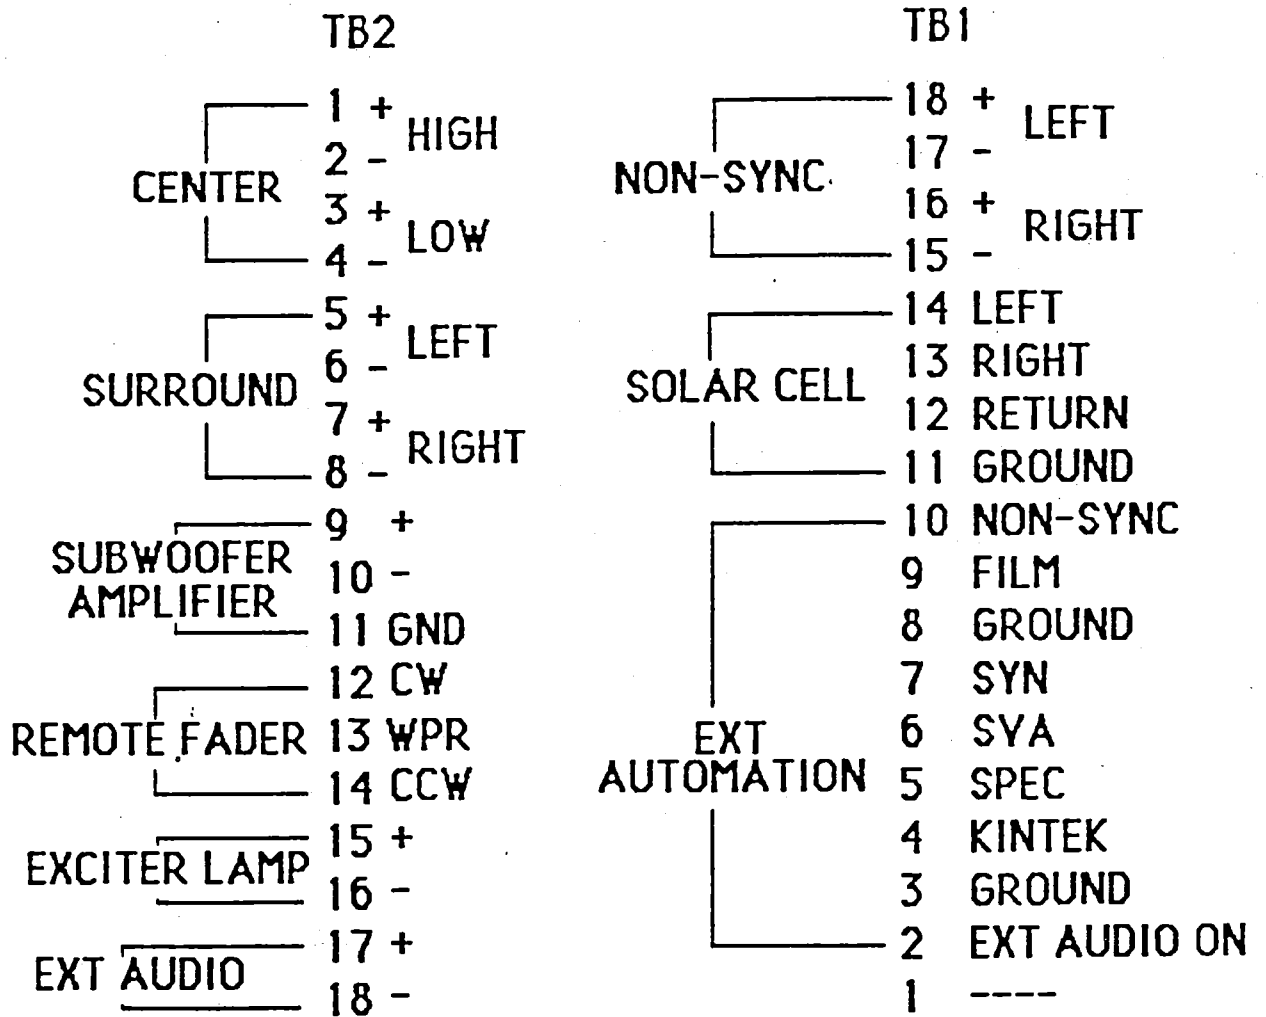 TB2
1 +
HIGH
2 -
CENTER
3 +
LOW
4 -
5 +
LEFT
6 -
SURROUND
7 +
RIGHT
8 -
9 +
SUBWOOFER
AMPLIFIER
10 -
11 GND
12 CW
REMOTE FADER 13 WPR
14 CCW
15 +
EXCITER LAMP
16 -
17 +
EXT AUDIO
18 -
TB1
18 +
LEFT
17 -
NON-SYNC
16 +
RIGHT
15 -
14 LEFT
13 RIGHT
SOLAR CELL
12 RETURN
11 GROUND
10 NON-SYNC
9 FILM
8 GROUND
7 SYN
6 SVA
EXT
AUTOMATION
5 SPEC
4 KINTEK
3 GROUND
2 EXT AUDIO ON
1 ----